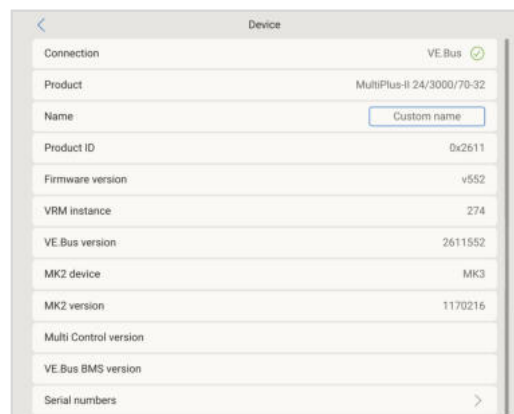 Device
Connection VE.Bus
Product MultiPlus-II 24/3000/70-32
Name Custom name
Product ID 0x2611
Firmware version v552
VRM instance 274
VE.Bus version 2611552
MK2 device MK3
MK2 version 1170216
Multi Control version
VE.Bus BMS version
Serial numbers